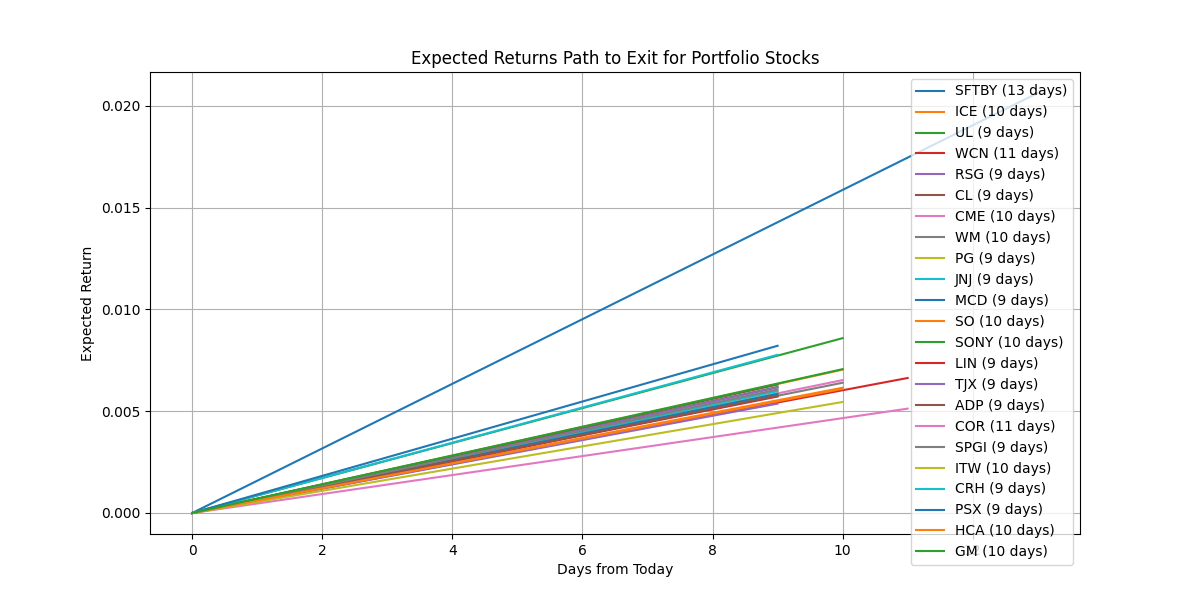 Expected Returns Path to Exit for Portfolio Stocks
Expected Return
0.020
0.015
0.010
0.005
0.000
0 2 4 6 8 10
Days from Today
SFTBY (13 days)
ICE (10 days)
UL (9 days)
WCN (11 days)
RSG (9 days)
CL (9 days)
CME (10 days)
WM (10 days)
PG (9 days)
JNJ (9 days)
MCD (9 days)
SO (10 days)
SONY (10 days)
LIN (9 days)
TJX (9 days)
ADP (9 days)
COR (11 days)
SPGI (9 days)
ITW (10 days)
CRH (9 days)
PSX (9 days)
HCA (10 days)
GM (10 days)